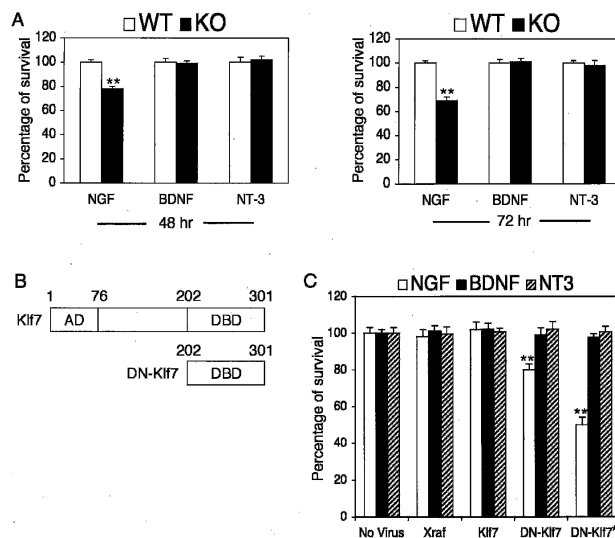 A
WT KO
Percentage of survival
120
100
80
60
40
20
0
**
NGF BDNF NT-3
48 hr
WT KO
Percentage of survival
120
100
80
60
40
20
0
**
NGF BDNF NT-3
72 hr
B
1 76 202 301
Klf7 AD DBD
202 301
DN-Klf7 DBD
C
NGF BDNF NT3
Percentage of survival
120
100
80
60
40
20
0
**
**
No Virus Xraf Klf7 DN-Klf7 DN-Klf7*